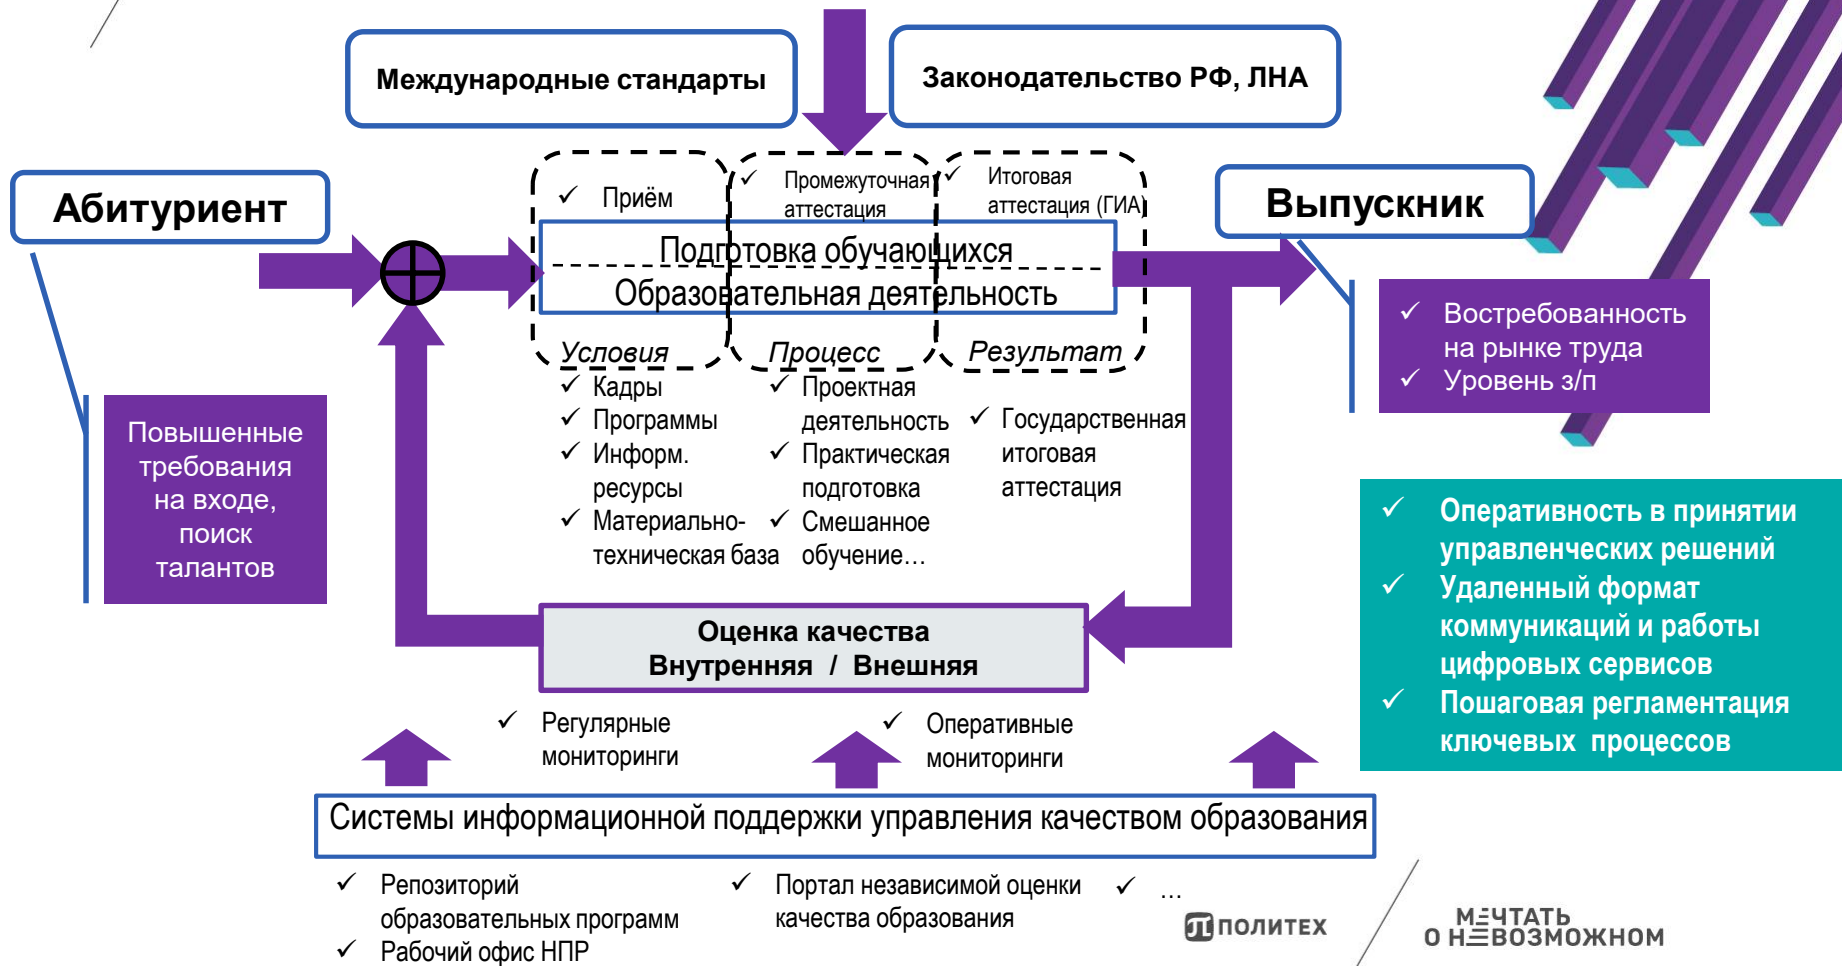 Международные стандарты
Законодательство РФ, ЛНА
Абитуриент
Приём
Промежуточная
аттестация
Итоговая
аттестация (ГИА)
Выпускник
Подготовка обучающихся
Образовательная деятельность
Условия
Процесс
Результат
Кадры
Программы
Информ.
ресурсы
Материально-
техническая база
Проектная
деятельность
Практическая
подготовка
Смешанное
обучение…
Государственная
итоговая
аттестация
Востребованность
на рынке труда
Уровень з/п
Повышенные
требования
на входе,
поиск
талантов
Оперативность в принятии
управленческих решений
Удаленный формат
коммуникаций и работы
цифровых сервисов
Пошаговая регламентация
ключевых процессов
Оценка качества
Внутренняя / Внешняя
Регулярные
мониторинги
Оперативные
мониторинги
Системы информационной поддержки управления качеством образования
Репозиторий
образовательных программ
Рабочий офис НПР
Портал независимой оценки
качества образования
…
ПОЛИТЕХ
МЕЧТАТЬ
О НЕВОЗМОЖНОМ